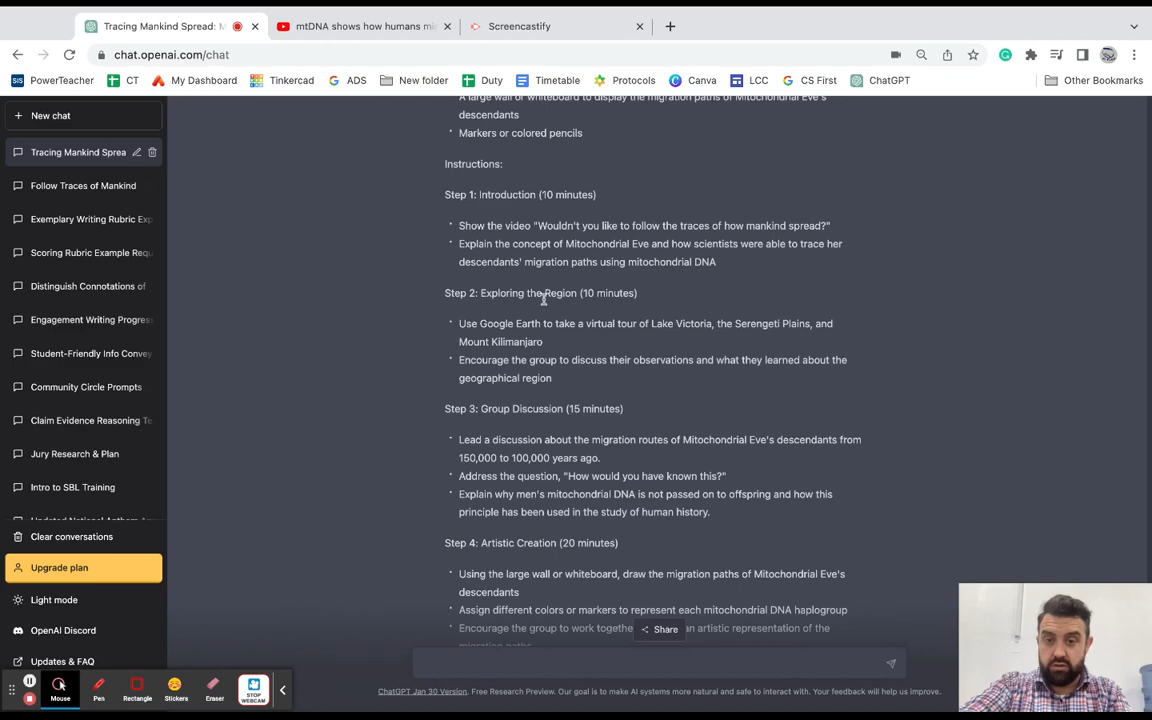 Tracing Mankind Spread: M
mtDNA shows how humans mi
Screencastify
chat.openai.com/chat
PowerTeacher
CT
My Dashboard
Tinkercad
ADS
New folder
Duty
Timetable
Protocols
Canva
LCC
CS First
ChatGPT
Other Bookmarks
New chat
Tracing Mankind Sprea
Follow Traces of Mankind
Exemplary Writing Rubric Exp
Scoring Rubric Example Requ
Distinguish Connotations of
Engagement Writing Progress
Student-Friendly Info Convey
Community Circle Prompts
Claim Evidence Reasoning Te
Jury Research & Plan
Intro to SBL Training
Clear conversations
Upgrade plan
Light mode
OpenAI Discord
Updates & FAQ
Mouse
Pen
Rectangle
Stickers
Eraser
STOP
WEBCAM
A large wall or whiteboard to display the migration paths of Mitochondrial Eve's
descendants
• Markers or colored pencils
Instructions:
Step 1: Introduction (10 minutes)
• Show the video "Wouldn't you like to follow the traces of how mankind spread?"
• Explain the concept of Mitochondrial Eve and how scientists were able to trace her
descendants' migration paths using mitochondrial DNA
Step 2: Exploring the Region (10 minutes)
• Use Google Earth to take a virtual tour of Lake Victoria, the Serengeti Plains, and
Mount Kilimanjaro
• Encourage the group to discuss their observations and what they learned about the
geographical region
Step 3: Group Discussion (15 minutes)
• Lead a discussion about the migration routes of Mitochondrial Eve's descendants from
150,000 to 100,000 years ago.
• Address the question, "How would you have known this?"
• Explain why men's mitochondrial DNA is not passed on to offspring and how this
principle has been used in the study of human history.
Step 4: Artistic Creation (20 minutes)
• Using the large wall or whiteboard, draw the migration paths of Mitochondrial Eve's
descendants
• Assign different colors or markers to represent each mitochondrial DNA haplogroup
• Encourage the group to work togethe an artistic representation of the
migration paths
Share
ChatGPT Jan 30 Version. Free Research Preview. Our goal is to make AI systems more natural and safe to interact with. Your feedback will help us improve.